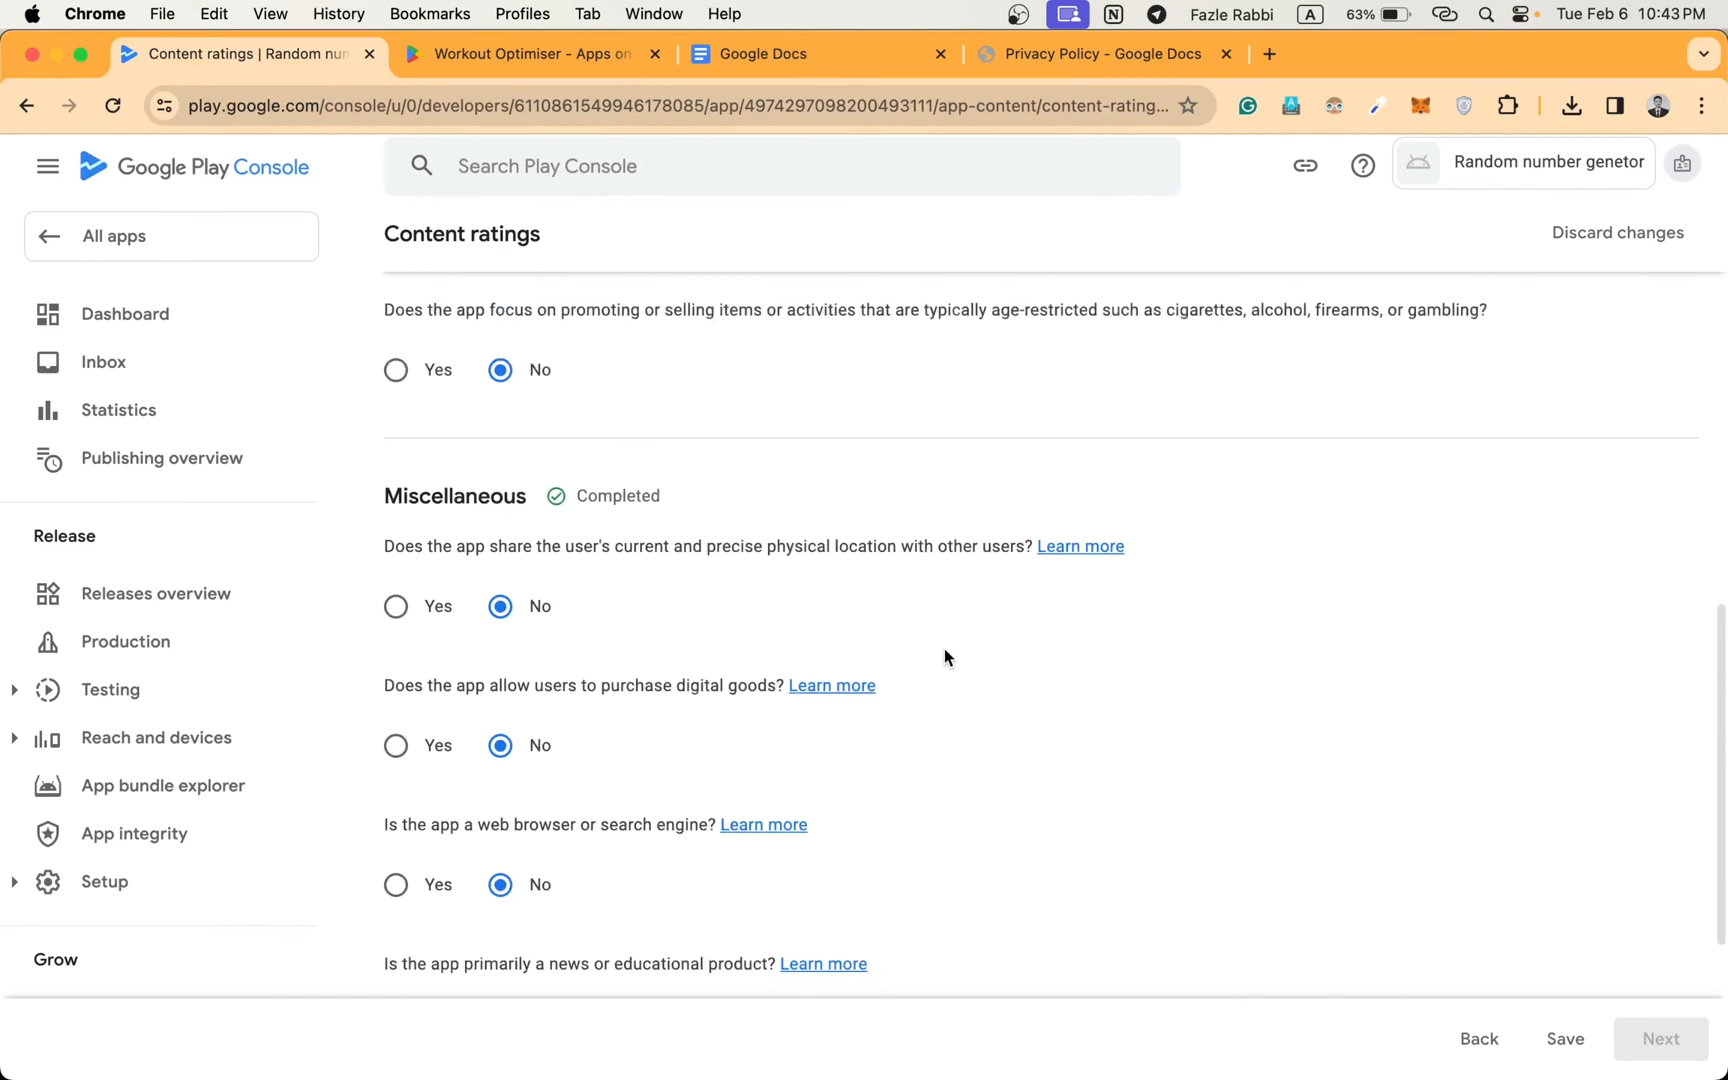 Chrome File Edit View History Bookmarks Profiles Tab Window Help Fazle Rabbi A 63% Tue Feb 6 10:43 PM
Content ratings | Random nun Workout Optimiser - Apps on Google Docs Privacy Policy - Google Docs
play.google.com/console/u/0/developers/6110861549946178085/app/4974297098200493111/app-content/content-rating...
Google Play Console
Search Play Console
Random number genetor
All apps
Content ratings
Discard changes
Dashboard
Inbox
Statistics
Publishing overview
Release
Releases overview
Production
Testing
Reach and devices
App bundle explorer
App integrity
Setup
Grow
Does the app focus on promoting or selling items or activities that are typically age-restricted such as cigarettes, alcohol, firearms, or gambling?
Yes No
Miscellaneous Completed
Does the app share the user's current and precise physical location with other users? Learn more
Yes No
Does the app allow users to purchase digital goods? Learn more
Yes No
Is the app a web browser or search engine? Learn more
Yes No
Is the app primarily a news or educational product? Learn more
Back Save Next